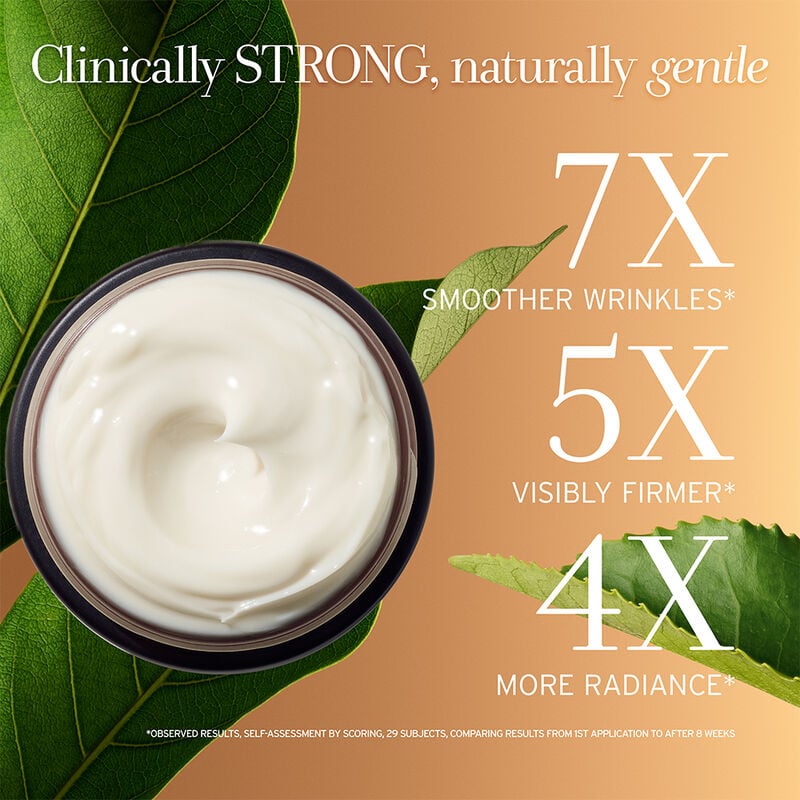 Clinically STRONG, naturally gentle
7X
SMOOTHER WRINKLES*
5X
VISIBLY FIRMER*
4X
MORE RADIANCE*
*OBSERVED RESULTS, SELF-ASSESSMENT BY SCORING, 29 SUBJECTS, COMPARING RESULTS FROM 1ST APPLICATION TO AFTER 8 WEEKS